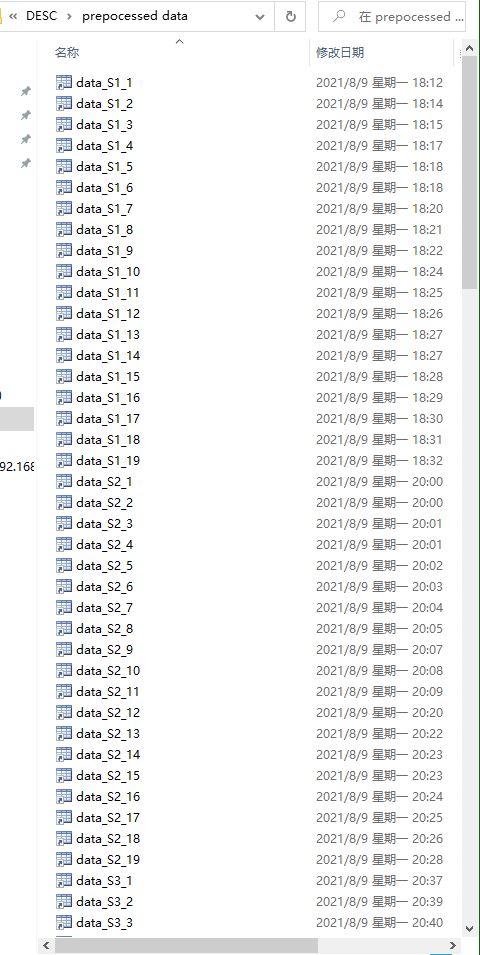 « DESC > prepocessed data
在 prepocessed ...
名称 修改日期
data_S1_1 2021/8/9 星期一 18:12
data_S1_2 2021/8/9 星期一 18:14
data_S1_3 2021/8/9 星期一 18:15
data_S1_4 2021/8/9 星期一 18:17
data_S1_5 2021/8/9 星期一 18:18
data_S1_6 2021/8/9 星期一 18:18
data_S1_7 2021/8/9 星期一 18:20
data_S1_8 2021/8/9 星期一 18:21
data_S1_9 2021/8/9 星期一 18:22
data_S1_10 2021/8/9 星期一 18:24
data_S1_11 2021/8/9 星期一 18:25
data_S1_12 2021/8/9 星期一 18:26
data_S1_13 2021/8/9 星期一 18:27
data_S1_14 2021/8/9 星期一 18:27
data_S1_15 2021/8/9 星期一 18:28
data_S1_16 2021/8/9 星期一 18:29
data_S1_17 2021/8/9 星期一 18:30
data_S1_18 2021/8/9 星期一 18:31
92.168 data_S1_19 2021/8/9 星期一 18:32
data_S2_1 2021/8/9 星期一 20:00
data_S2_2 2021/8/9 星期一 20:00
data_S2_3 2021/8/9 星期一 20:01
data_S2_4 2021/8/9 星期一 20:01
data_S2_5 2021/8/9 星期一 20:02
data_S2_6 2021/8/9 星期一 20:03
data_S2_7 2021/8/9 星期一 20:04
data_S2_8 2021/8/9 星期一 20:05
data_S2_9 2021/8/9 星期一 20:07
data_S2_10 2021/8/9 星期一 20:08
data_S2_11 2021/8/9 星期一 20:09
data_S2_12 2021/8/9 星期一 20:20
data_S2_13 2021/8/9 星期一 20:22
data_S2_14 2021/8/9 星期一 20:23
data_S2_15 2021/8/9 星期一 20:23
data_S2_16 2021/8/9 星期一 20:24
data_S2_17 2021/8/9 星期一 20:25
data_S2_18 2021/8/9 星期一 20:26
data_S2_19 2021/8/9 星期一 20:28
data_S3_1 2021/8/9 星期一 20:37
data_S3_2 2021/8/9 星期一 20:39
data_S3_3 2021/8/9 星期一 20:40